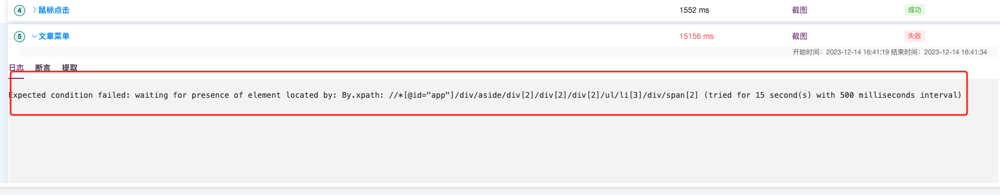 4 鼠标点击 1552 ms 截图 成功
5 文章菜单 15156 ms 截图 失败
开始时间：2023-12-14 16:41:19 结束时间：2023-12-14 16:41:34
日志 断言 提取
Expected condition failed: waiting for presence of element located by: By.xpath: //*[@id="app"]/div/aside/div[2]/div[2]/div[2]/ul/li[3]/div/span[2] (tried for 15 second(s) with 500 milliseconds interval)